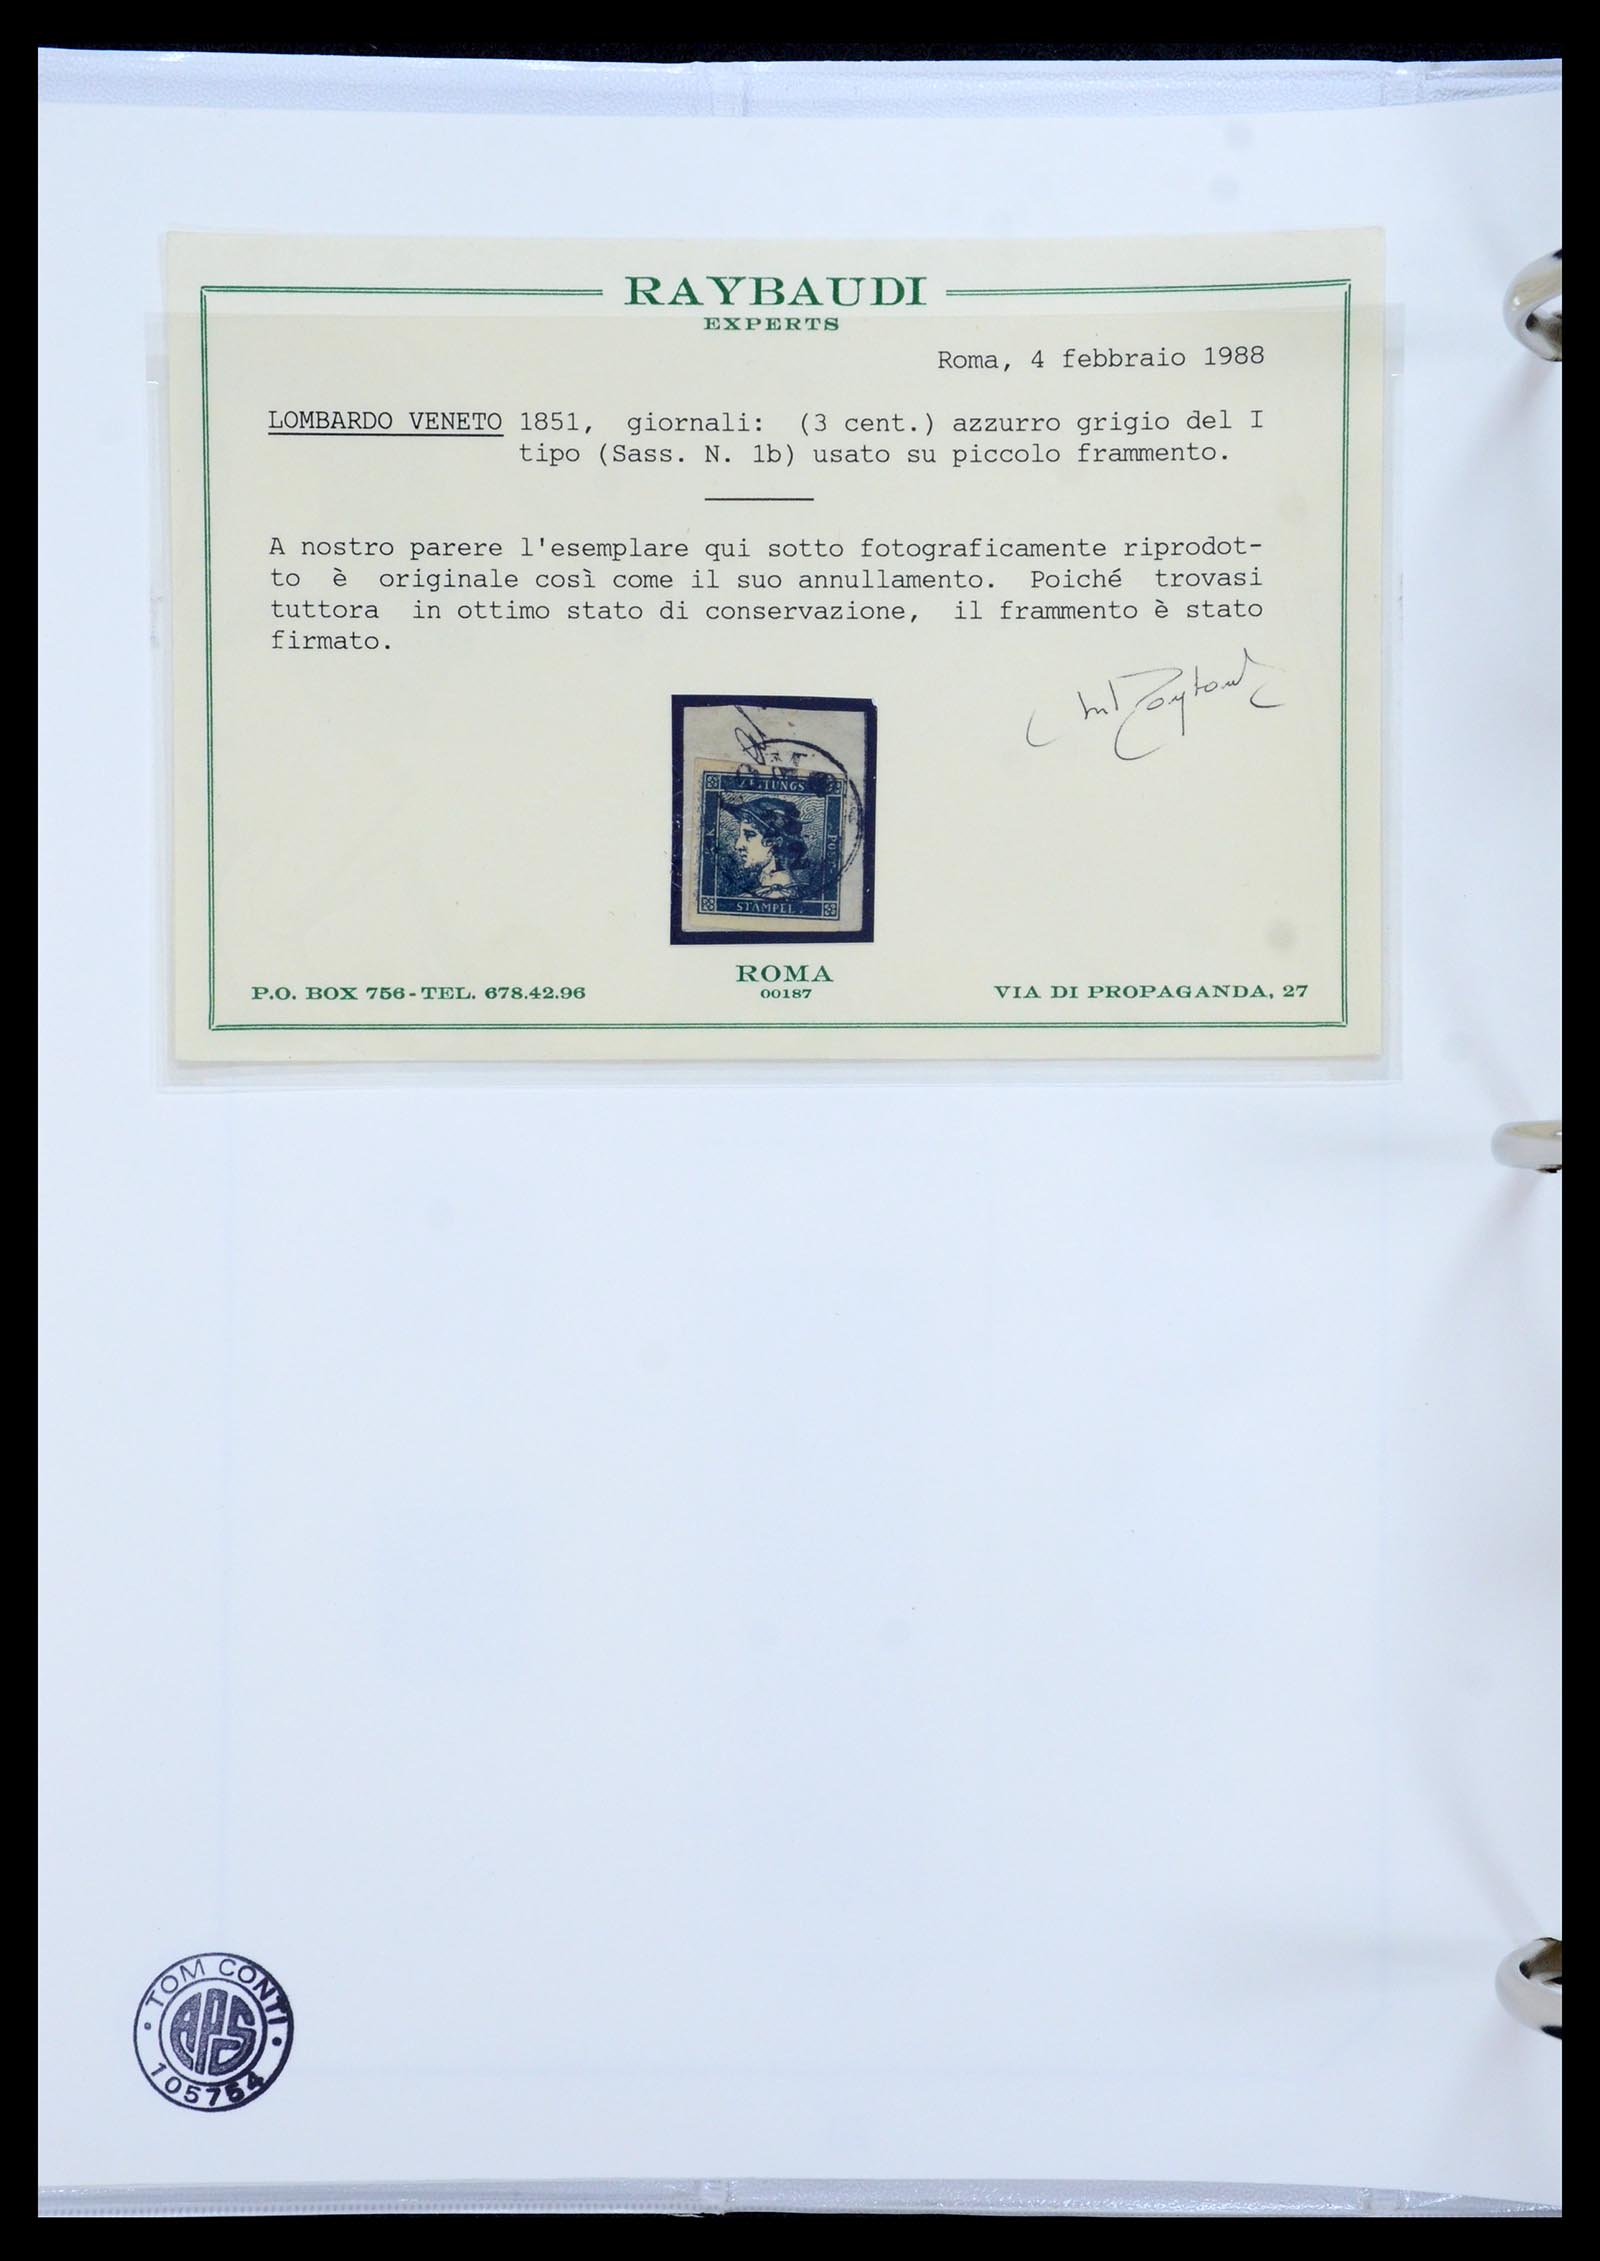 RAYBAUDI
EXPERTS
Roma, 4 febbraio 1988
LOMBARDO VENETO 1851, giornali: (3 cent.) azzurro grigio del I
tipo (Sass. N. 1b) usato su piccolo frammento.
A nostro parere l'esemplare qui sotto fotograficamente riprodot-
to è originale così come il suo annullamento. Poiché trovasi
tuttora in ottimo stato di conservazione, il frammento è stato
firmato.
ZEITUNGS
K
POST
STAMPEL.
ROMA
00187
P.O. BOX 756-TEL. 678.42.96
VIA DI PROPAGANDA, 27
TOM CONTI
APS
105754